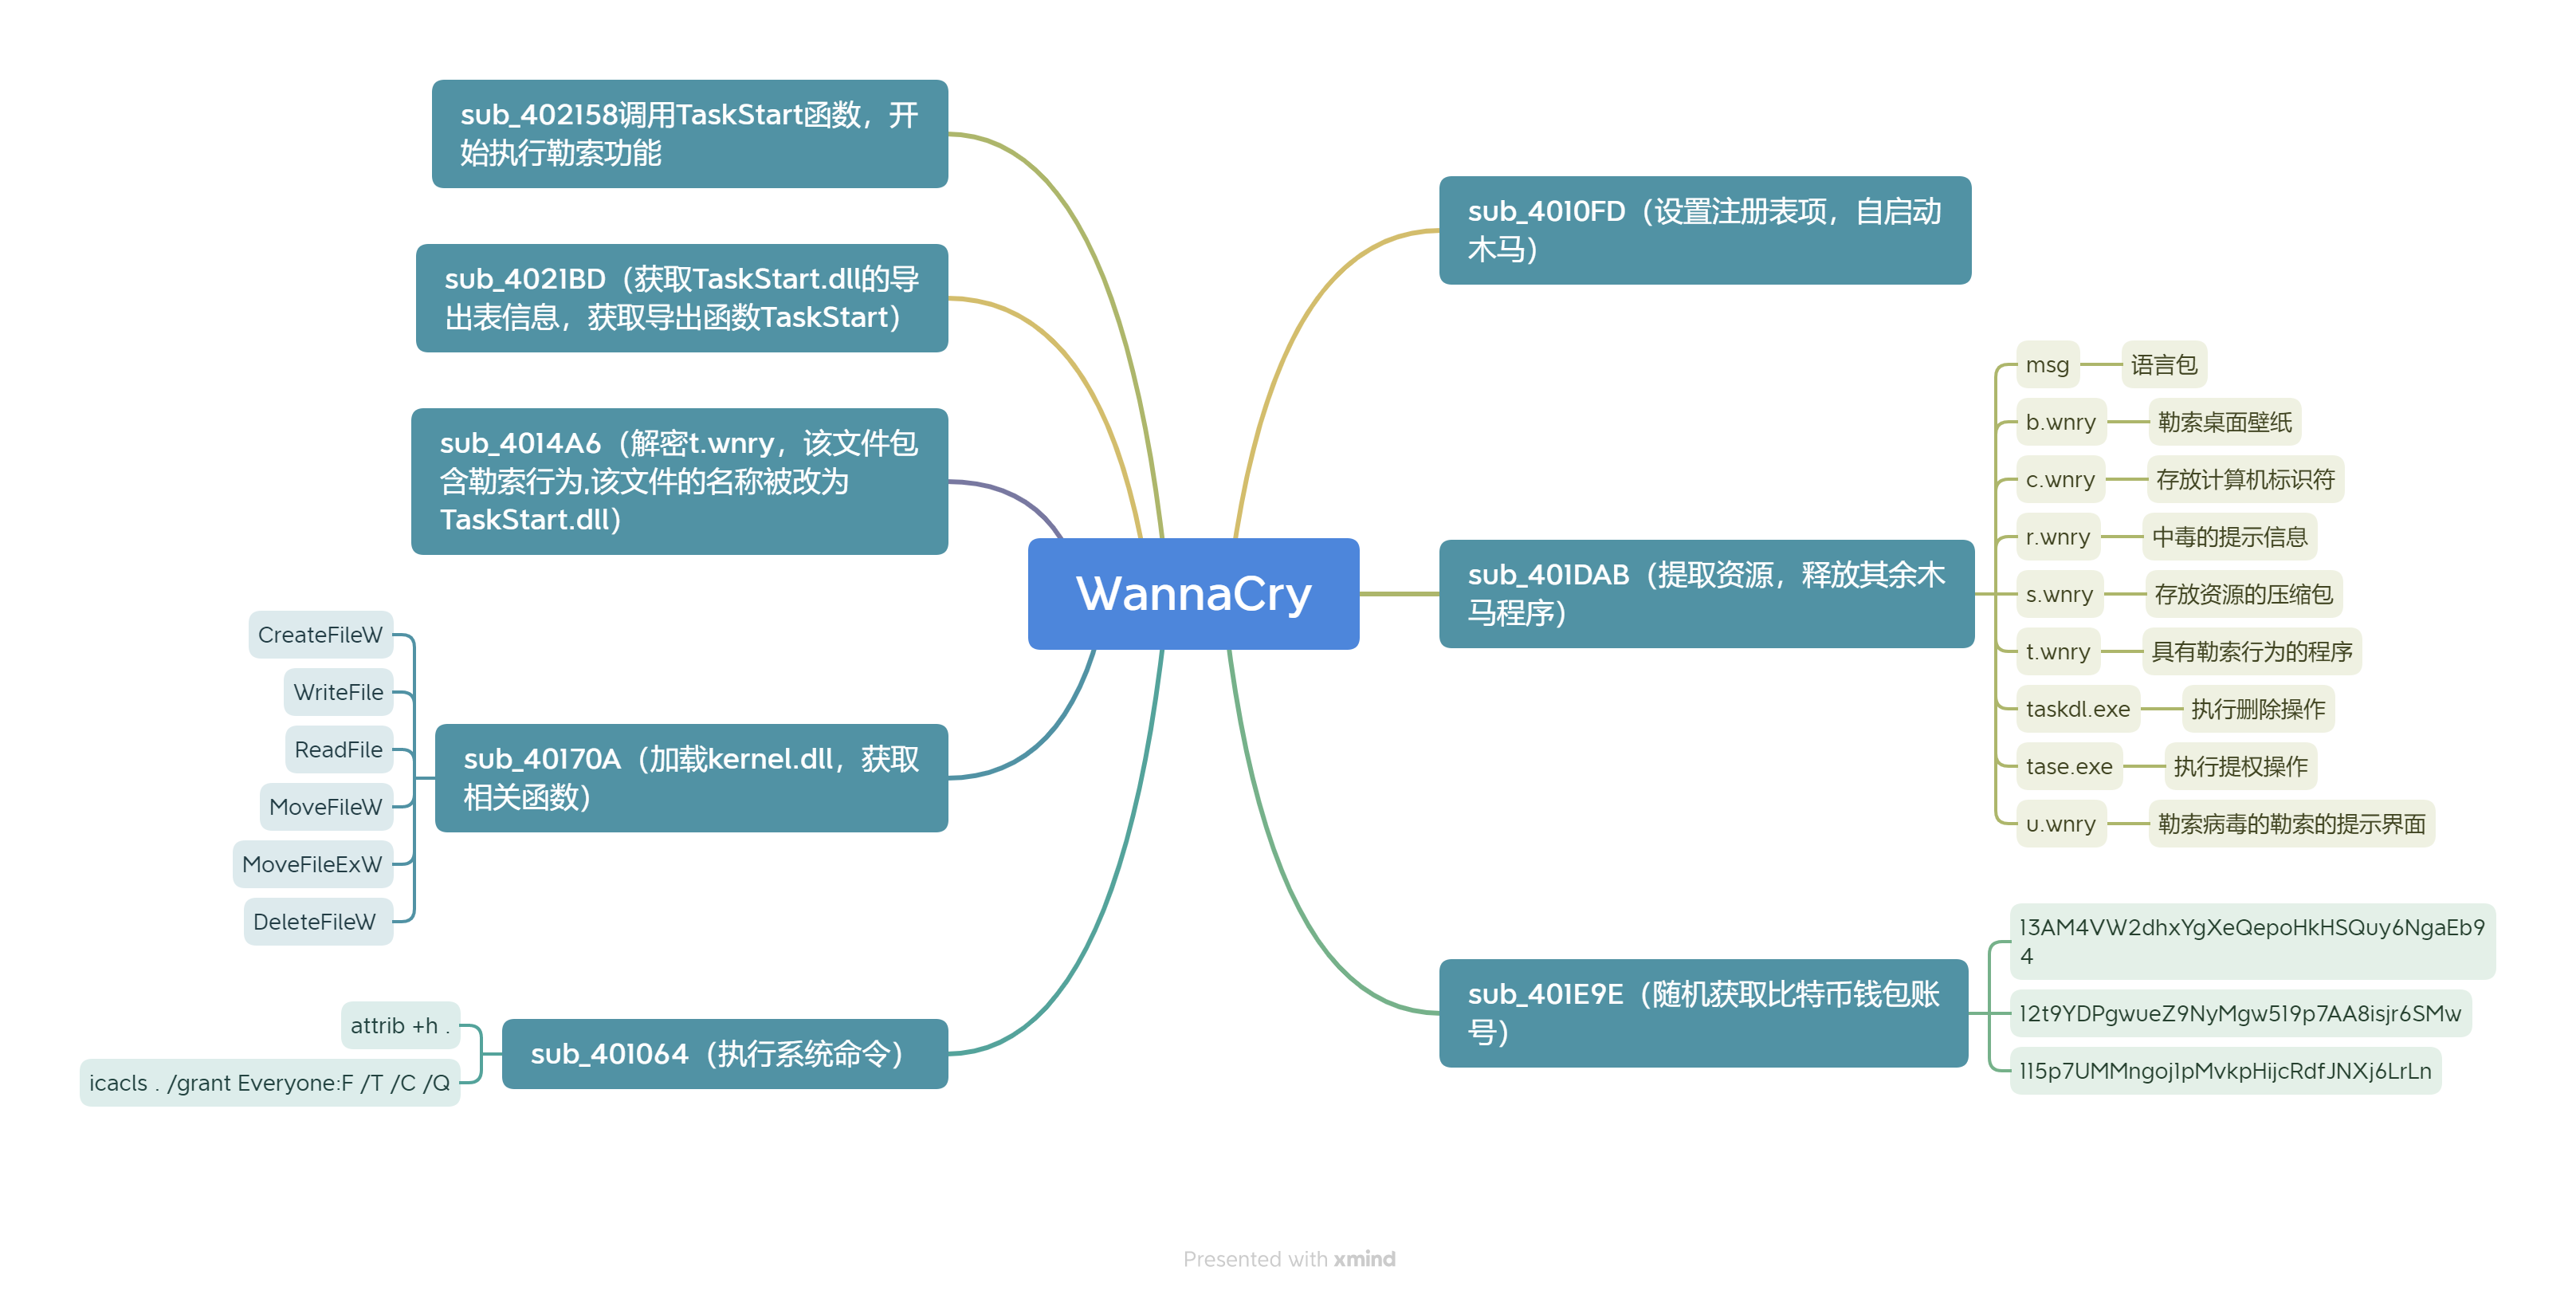 sub_402158调用TaskStart函数，开
始执行勒索功能
sub_4021BD（获取TaskStart.dll的导
出表信息，获取导出函数TaskStart）
sub_4014A6（解密t.wnry，该文件包
含勒索行为,该文件的名称被改为
TaskStart.dll）
CreateFileW
WriteFile
ReadFile
MoveFileW
MoveFileExW
DeleteFileW
sub_40170A（加载kernel.dll，获取
相关函数）
attrib +h .
icacls . /grant Everyone:F /T /C /Q
sub_401064（执行系统命令）
WannaCry
sub_4010FD（设置注册表项，自启动
木马）
sub_401DAB（提取资源，释放其余木
马程序）
msg
语言包
b.wnry
勒索桌面壁纸
c.wnry
存放计算机标识符
r.wnry
中毒的提示信息
s.wnry
存放资源的压缩包
t.wnry
具有勒索行为的程序
taskdl.exe
执行删除操作
tase.exe
执行提权操作
u.wnry
勒索病毒的勒索的提示界面
sub_401E9E（随机获取比特币钱包账
号）
13AM4VW2dhxYgXeQepoHkHSQuy6NgaEb9
4
12t9YDPgwueZ9NyMgw519p7AA8isjr6SMw
115p7UMMngoj1pMvkpHijcRdfJNXj6LrLn
Presented with xmind